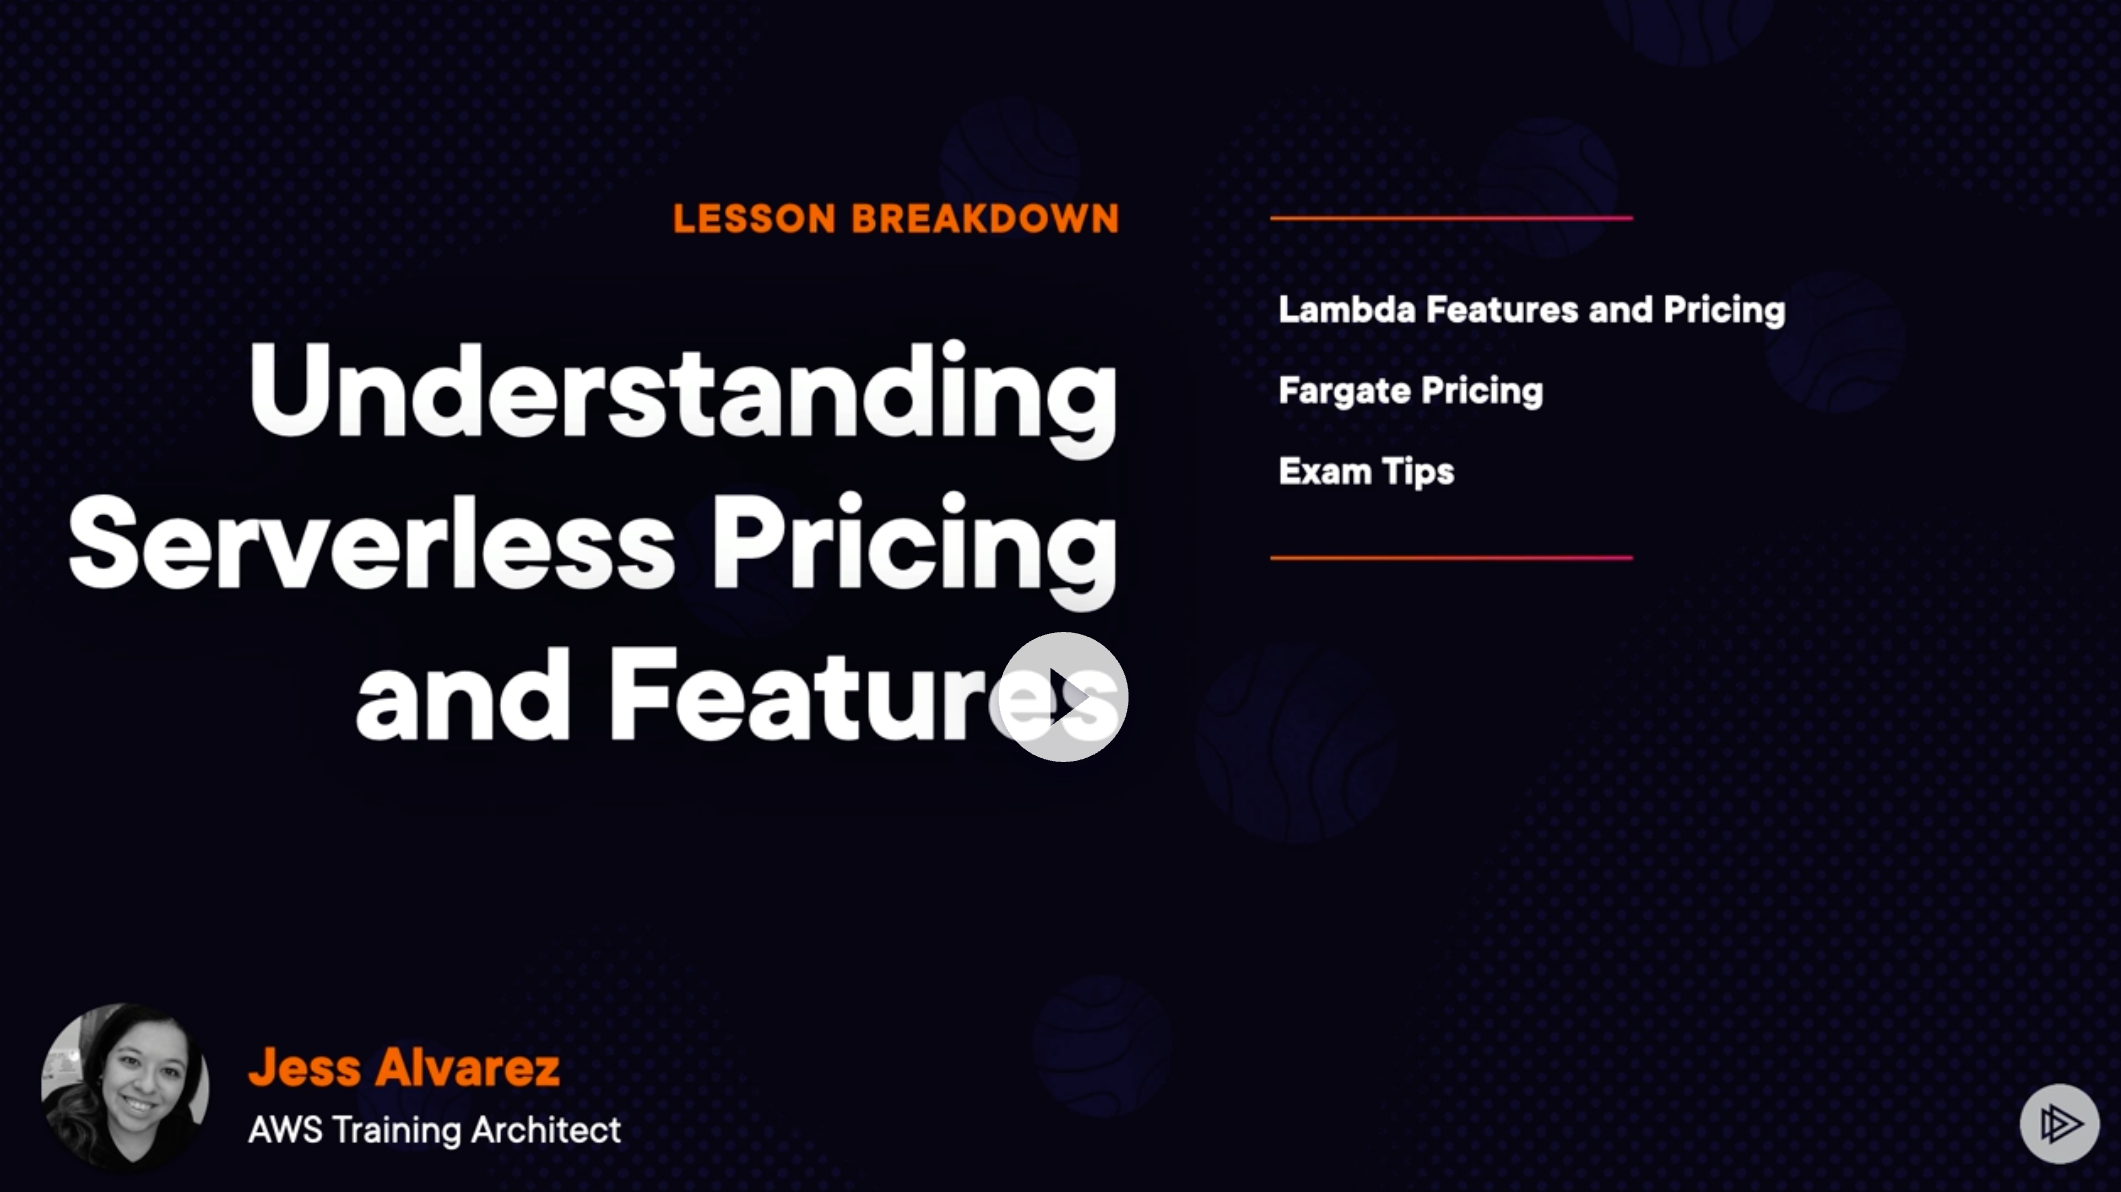 LESSON BREAKDOWN
Understanding
Serverless Pricing
and Features
Lambda Features and Pricing
Fargate Pricing
Exam Tips
Jess Alvarez
AWS Training Architect